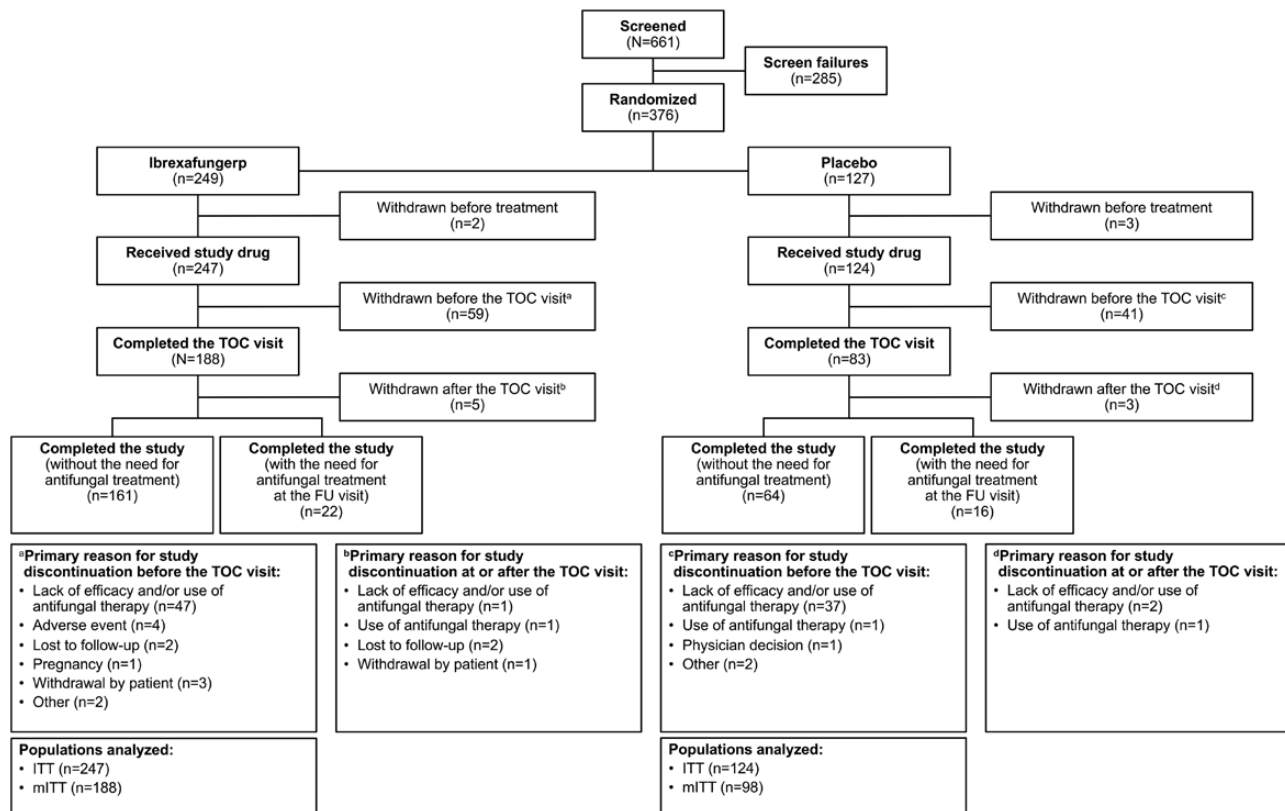 Screened
(N=661)
Screen failures
(n=285)
Randomized
(n=376)
Ibrexafungerp
(n=249)
Placebo
(n=127)
Withdrawn before treatment
(n=2)
Withdrawn before treatment
(n=3)
Received study drug
(n=247)
Received study drug
(n=124)
Withdrawn before the TOC visitᵃ
(n=59)
Withdrawn before the TOC visitᶜ
(n=41)
Completed the TOC visit
(N=188)
Completed the TOC visit
(n=83)
Withdrawn after the TOC visitᵇ
(n=5)
Withdrawn after the TOC visitᵈ
(n=3)
Completed the study
(without the need for
antifungal treatment)
(n=161)
Completed the study
(with the need for
antifungal treatment
at the FU visit)
(n=22)
Completed the study
(without the need for
antifungal treatment)
(n=64)
Completed the study
(with the need for
antifungal treatment
at the FU visit)
(n=16)
ᵃPrimary reason for study
discontinuation before the TOC visit:
• Lack of efficacy and/or use of
antifungal therapy (n=47)
• Adverse event (n=4)
• Lost to follow-up (n=2)
• Pregnancy (n=1)
• Withdrawal by patient (n=3)
• Other (n=2)
ᵇPrimary reason for study
discontinuation at or after the TOC visit:
• Lack of efficacy and/or use of
antifungal therapy (n=1)
• Use of antifungal therapy (n=1)
• Lost to follow-up (n=2)
• Withdrawal by patient (n=1)
ᶜPrimary reason for study
discontinuation before the TOC visit:
• Lack of efficacy and/or use of
antifungal therapy (n=37)
• Use of antifungal therapy (n=1)
• Physician decision (n=1)
• Other (n=2)
ᵈPrimary reason for study
discontinuation at or after the TOC visit:
• Lack of efficacy and/or use of
antifungal therapy (n=2)
• Use of antifungal therapy (n=1)
Populations analyzed:
• ITT (n=247)
• mITT (n=188)
Populations analyzed:
• ITT (n=124)
• mITT (n=98)